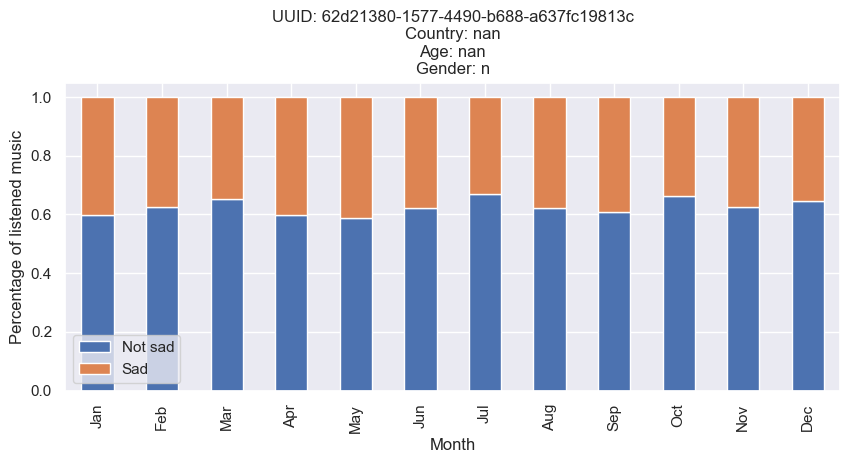 UUID: 62d21380-1577-4490-b688-a637fc19813c
Country: nan
Age: nan
Gender: n
Percentage of listened music
1.0
0.8
0.6
0.4
0.2
0.0
Not sad
Sad
Jan Feb Mar Apr May Jun Jul Aug Sep Oct Nov Dec
Month